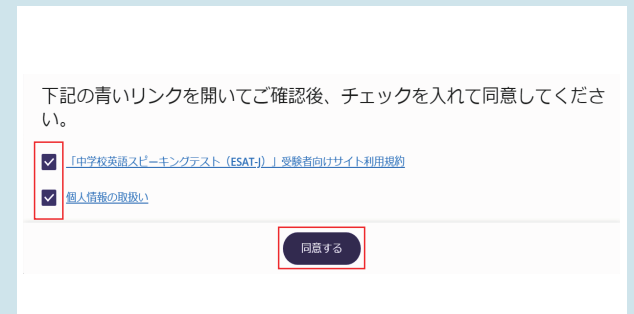 下記の青いリンクを開いてご確認後、チェックを入れて同意してくださ
い。
「中学校英語スピーキングテスト（ESAT-J）」受験者向けサイト利用規約
個人情報の取扱い
同意する